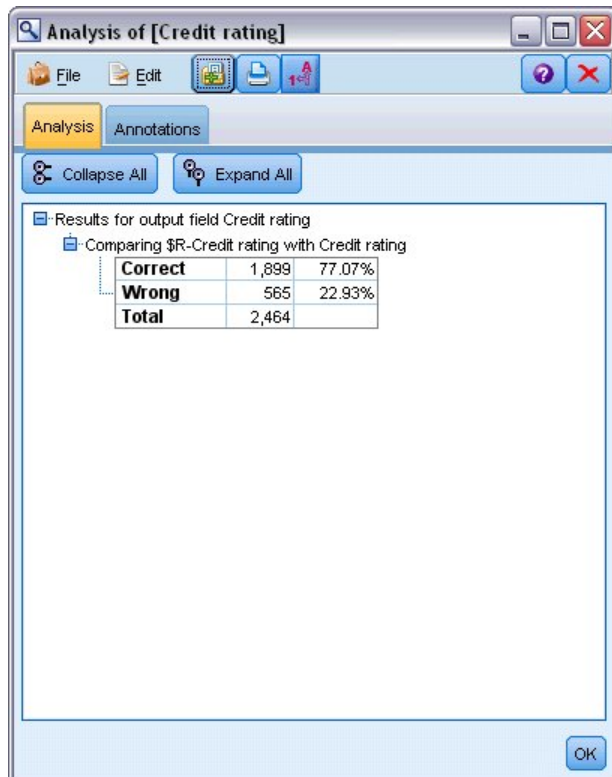 Analysis of [Credit rating]
File Edit
Analysis Annotations
Collapse All Expand All
Results for output field Credit rating
Comparing $R-Credit rating with Credit rating
Correct 1,899 77.07%
Wrong 565 22.93%
Total 2,464
OK